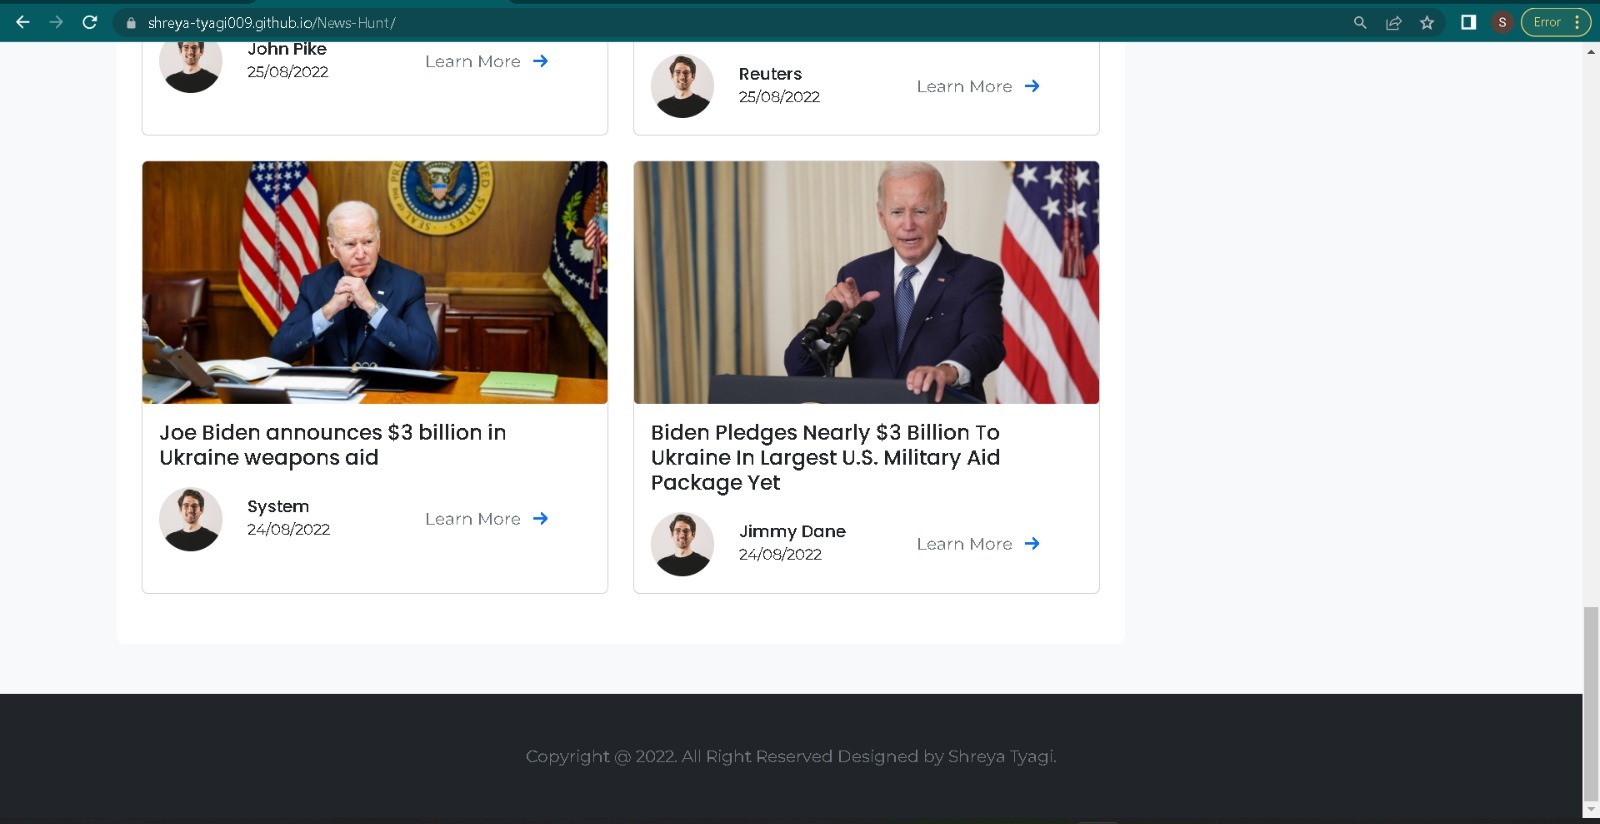 shreya-tyagi009.github.io/News-Hunt/
S
Error
John Pike
25/08/2022
Learn More
Reuters
25/08/2022
Learn More
Joe Biden announces $3 billion in
Ukraine weapons aid
System
24/08/2022
Learn More
Biden Pledges Nearly $3 Billion To
Ukraine In Largest U.S. Military Aid
Package Yet
Jimmy Dane
24/08/2022
Learn More
Copyright @ 2022. All Right Reserved Designed by Shreya Tyagi.